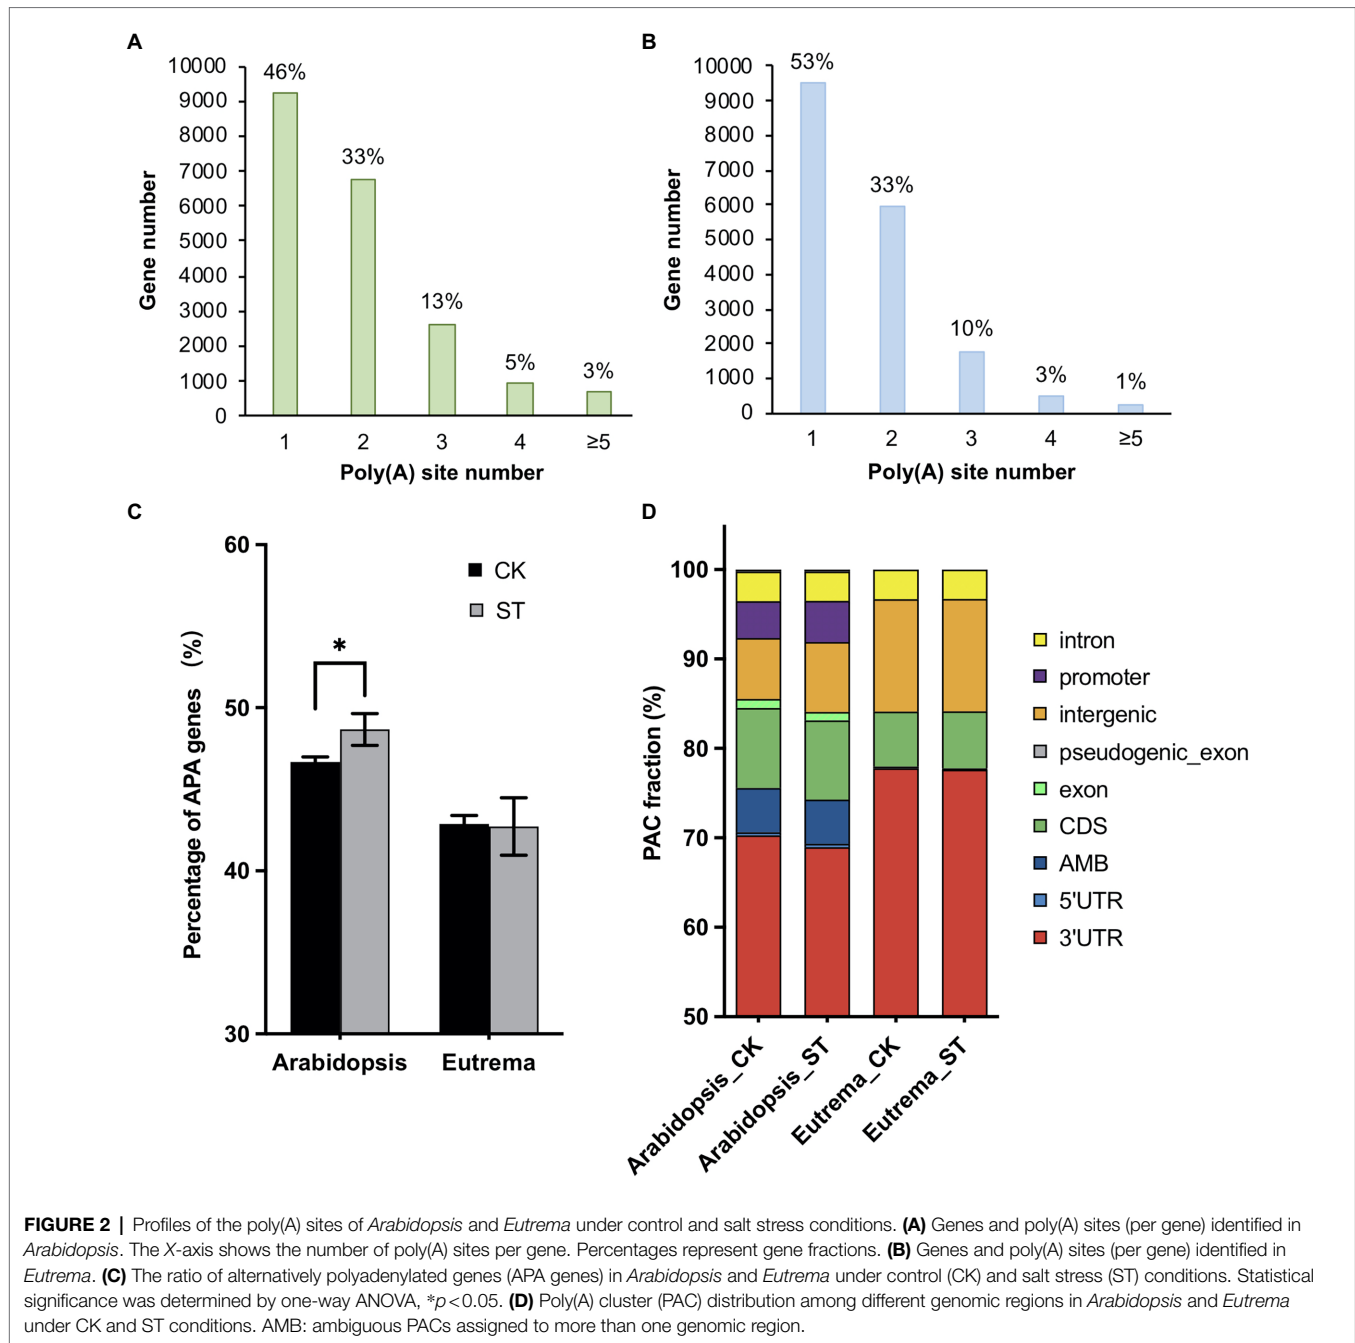 A
10000
9000
8000
7000
6000
5000
4000
3000
2000
1000
0
Gene number
46%
33%
13%
5%
3%
1 2 3 4 ≥5
Poly(A) site number
B
10000
9000
8000
7000
6000
5000
4000
3000
2000
1000
0
Gene number
53%
33%
10%
3%
1%
1 2 3 4 ≥5
Poly(A) site number
C
60
50
40
30
Percentage of APA genes (%)
CK
ST
*
Arabidopsis Eutrema
D
100
90
80
70
60
50
PAC fraction (%)
Arabidopsis_CK
Arabidopsis_ST
Eutrema_CK
Eutrema_ST
intron
promoter
intergenic
pseudogenic_exon
exon
CDS
AMB
5'UTR
3'UTR
FIGURE 2 | Profiles of the poly(A) sites of Arabidopsis and Eutrema under control and salt stress conditions. (A) Genes and poly(A) sites (per gene) identified in
Arabidopsis. The X-axis shows the number of poly(A) sites per gene. Percentages represent gene fractions. (B) Genes and poly(A) sites (per gene) identified in
Eutrema. (C) The ratio of alternatively polyadenylated genes (APA genes) in Arabidopsis and Eutrema under control (CK) and salt stress (ST) conditions. Statistical
significance was determined by one-way ANOVA, *p<0.05. (D) Poly(A) cluster (PAC) distribution among different genomic regions in Arabidopsis and Eutrema
under CK and ST conditions. AMB: ambiguous PACs assigned to more than one genomic region.